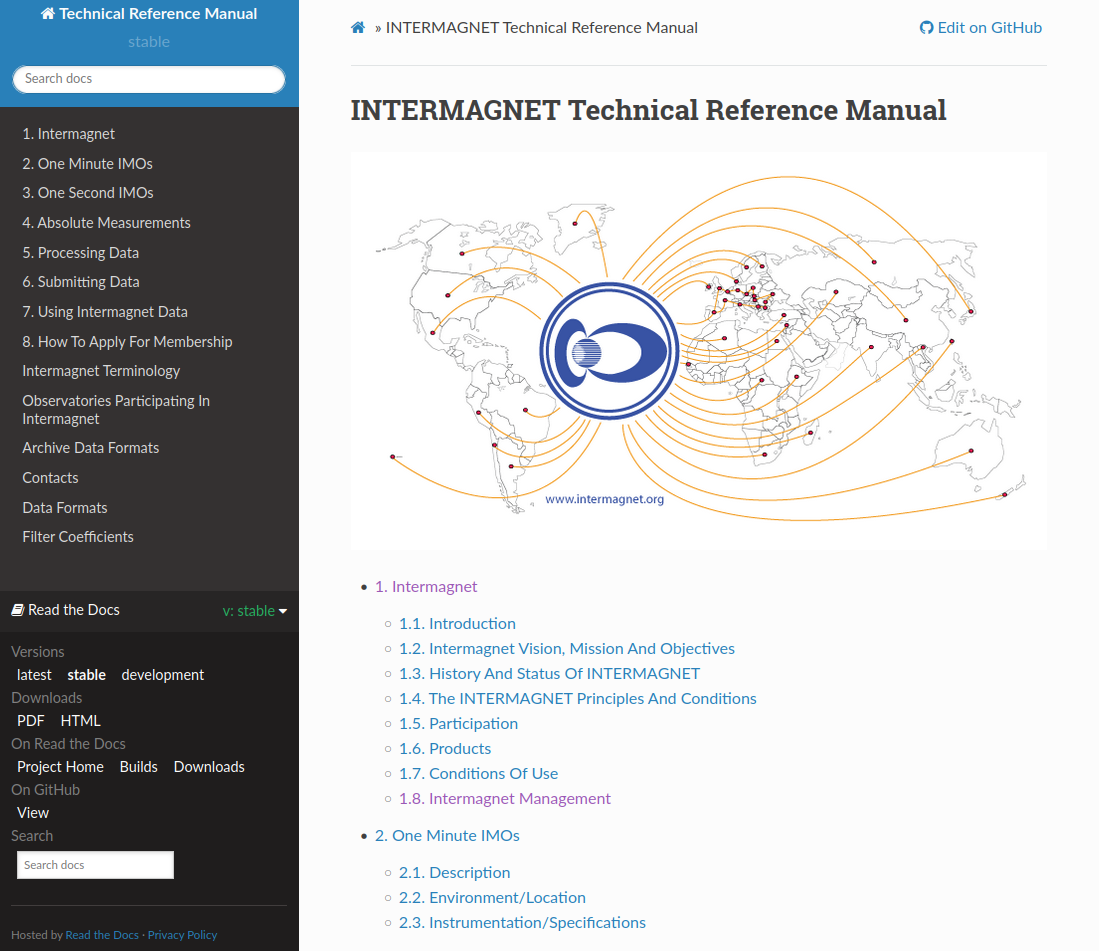 Technical Reference Manual
stable
Search docs
1. Intermagnet
2. One Minute IMOs
3. One Second IMOs
4. Absolute Measurements
5. Processing Data
6. Submitting Data
7. Using Intermagnet Data
8. How To Apply For Membership
Intermagnet Terminology
Observatories Participating In
Intermagnet
Archive Data Formats
Contacts
Data Formats
Filter Coefficients
Read the Docs
v: stable
Versions
latest stable development
Downloads
PDF HTML
On Read the Docs
Project Home Builds Downloads
On GitHub
View
Search
Search docs
Hosted by Read the Docs · Privacy Policy
» INTERMAGNET Technical Reference Manual
Edit on GitHub
INTERMAGNET Technical Reference Manual
www.intermagnet.org
• 1. Intermagnet
○ 1.1. Introduction
○ 1.2. Intermagnet Vision, Mission And Objectives
○ 1.3. History And Status Of INTERMAGNET
○ 1.4. The INTERMAGNET Principles And Conditions
○ 1.5. Participation
○ 1.6. Products
○ 1.7. Conditions Of Use
○ 1.8. Intermagnet Management
• 2. One Minute IMOs
○ 2.1. Description
○ 2.2. Environment/Location
○ 2.3. Instrumentation/Specifications